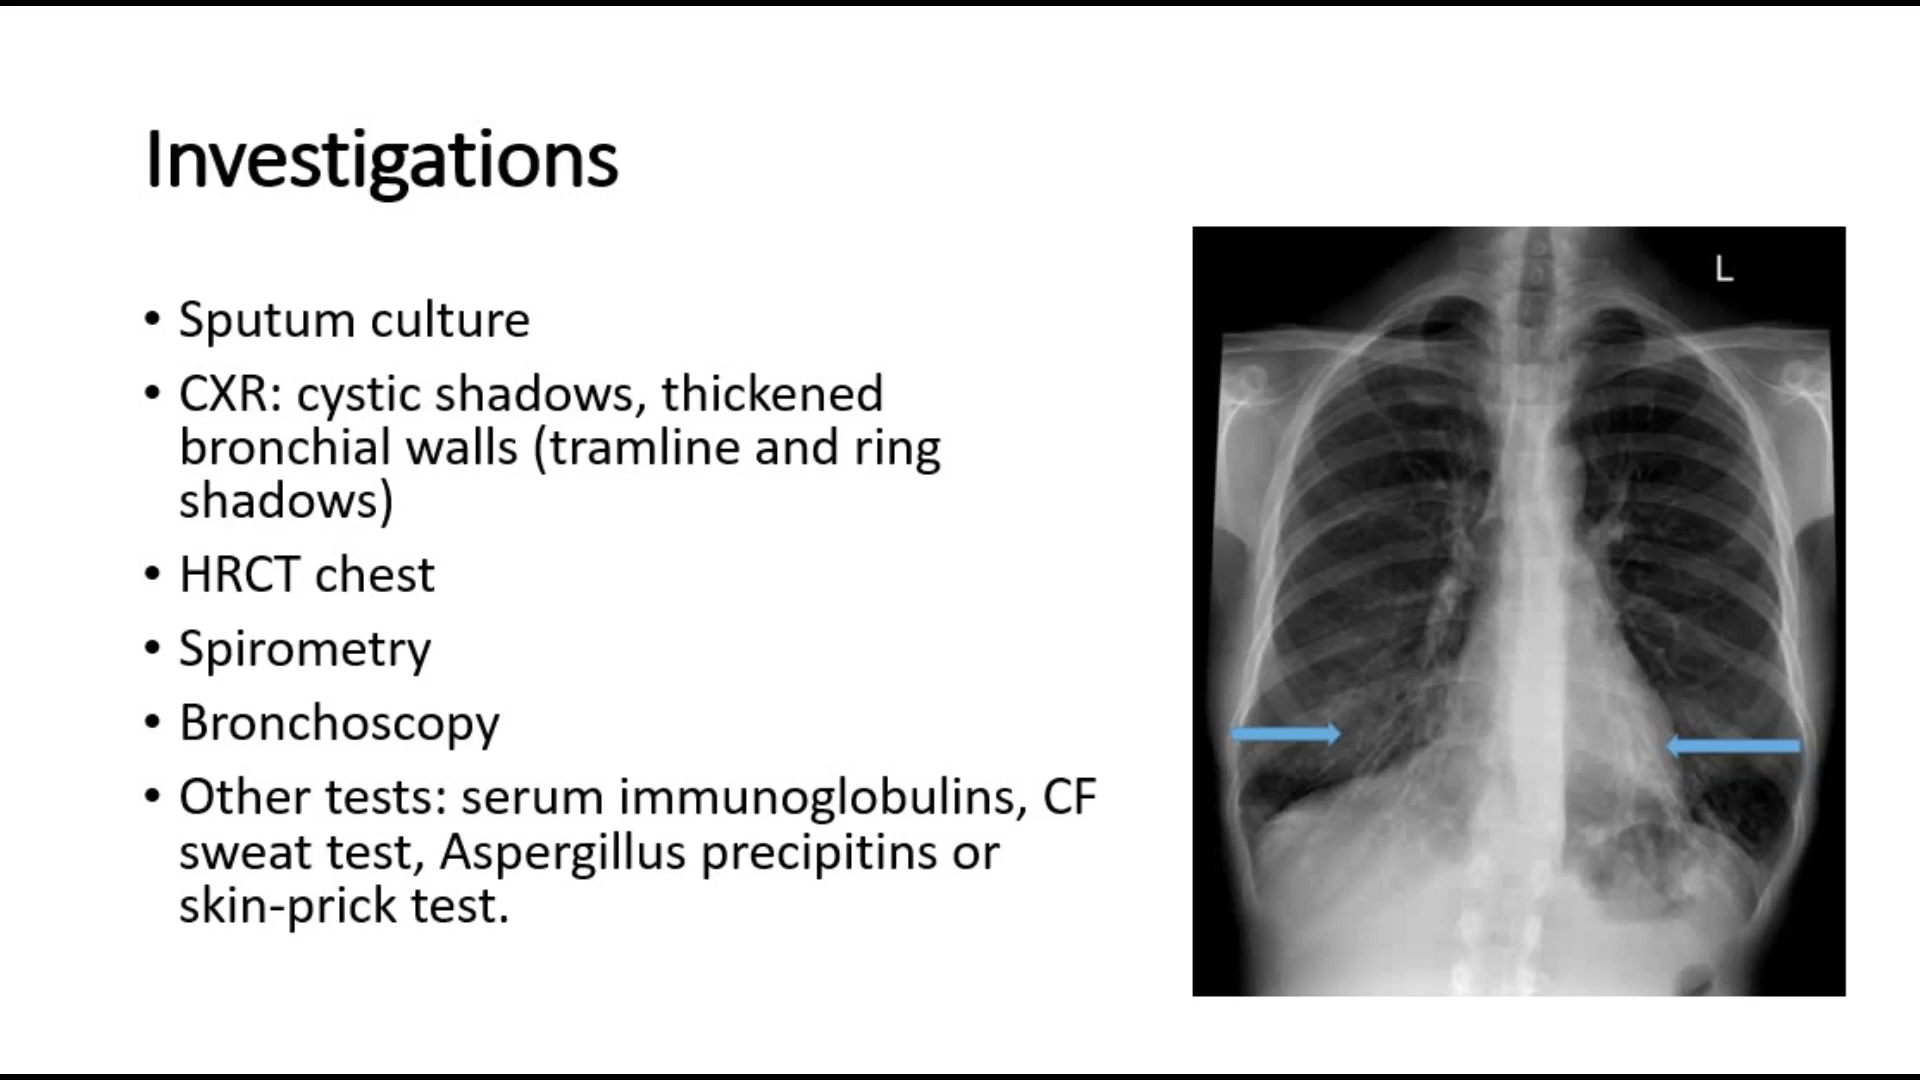 Investigations
L
• Sputum culture
• CXR: cystic shadows, thickened
bronchial walls (tramline and ring
shadows)
• HRCT chest
• Spirometry
• Bronchoscopy
• Other tests: serum immunoglobulins, CF
sweat test, Aspergillus precipitins or
skin-prick test.